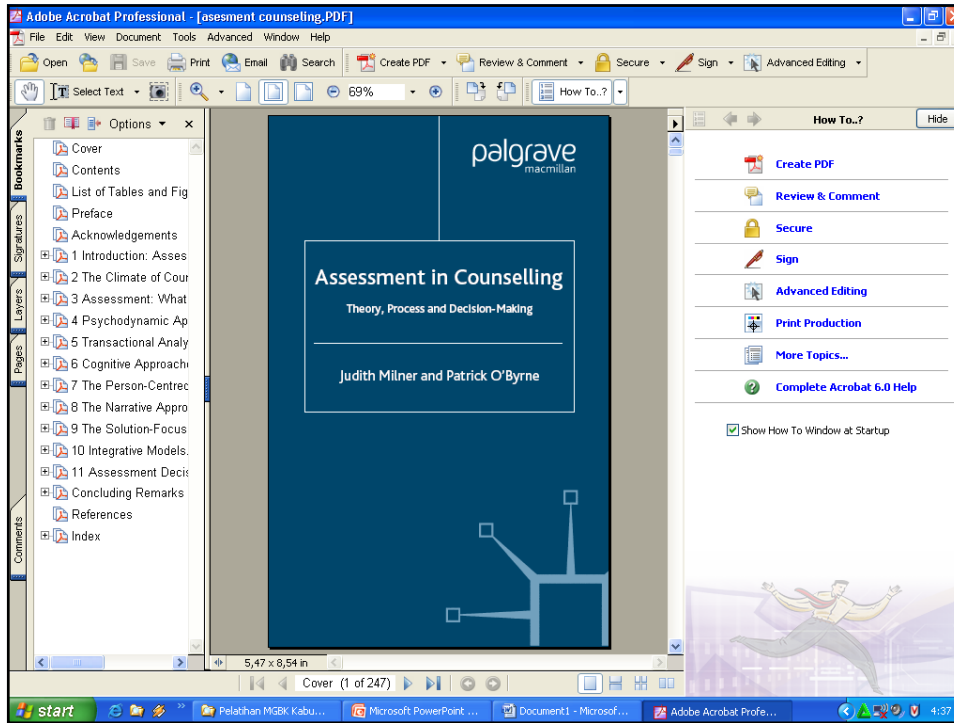 Adobe Acrobat Professional - [asesment counseling.PDF]
File Edit View Document Tools Advanced Window Help
Open Save Print Email Search Create PDF Review & Comment Secure Sign Advanced Editing
Select Text 69% How To..?
Bookmarks
Signatures
Layers
Pages
Comments
Options
Cover
Contents
List of Tables and Fig
Preface
Acknowledgements
1 Introduction: Asses
2 The Climate of Cour
3 Assessment: What
4 Psychodynamic Ap
5 Transactional Analy
6 Cognitive Approach
7 The Person-Centred
8 The Narrative Appro
9 The Solution-Focus
10 Integrative Models.
11 Assessment Decis
Concluding Remarks
References
Index
palgrave
macmillan
Assessment in Counselling
Theory, Process and Decision-Making
Judith Milner and Patrick O'Byrne
How To..? Hide
Create PDF
Review & Comment
Secure
Sign
Advanced Editing
Print Production
More Topics...
Complete Acrobat 6.0 Help
Show How To Window at Startup
5,47 x 8,54 in
Cover (1 of 247)
start Pelatihan MGBK Kabu... Microsoft PowerPoint ... Document1 - Microsof... Adobe Acrobat Profe... 4:37